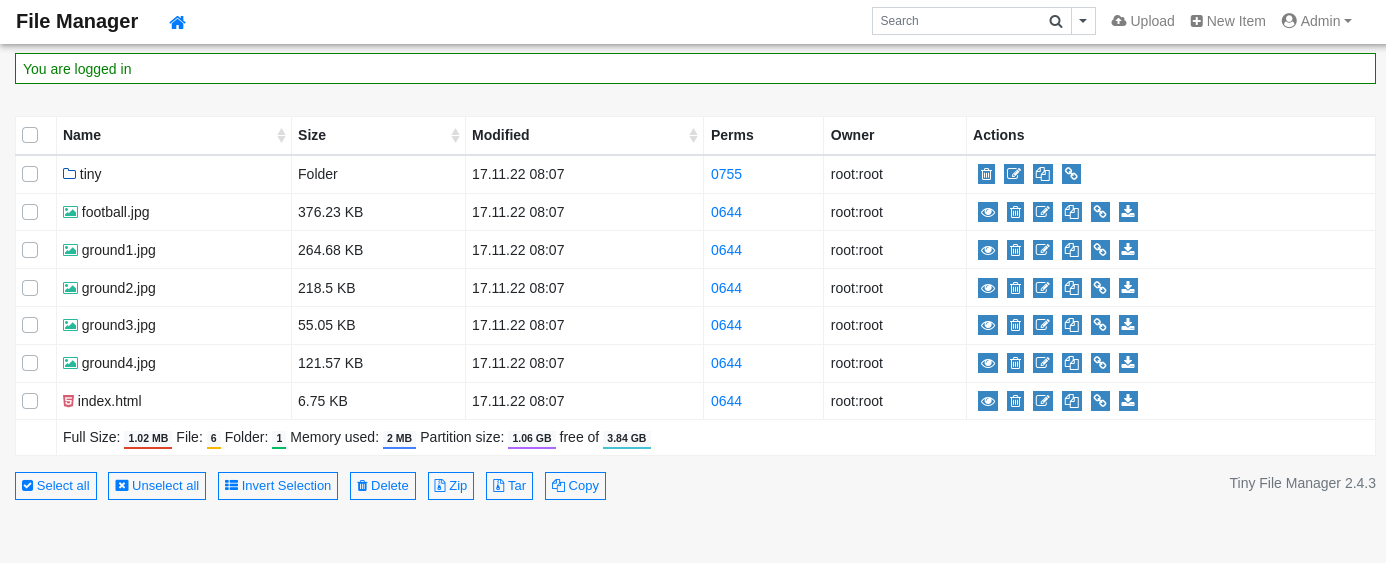 File Manager Search Upload New Item Admin
You are logged in
Name Size Modified Perms Owner Actions
tiny Folder 17.11.22 08:07 0755 root:root
football.jpg 376.23 KB 17.11.22 08:07 0644 root:root
ground1.jpg 264.68 KB 17.11.22 08:07 0644 root:root
ground2.jpg 218.5 KB 17.11.22 08:07 0644 root:root
ground3.jpg 55.05 KB 17.11.22 08:07 0644 root:root
ground4.jpg 121.57 KB 17.11.22 08:07 0644 root:root
index.html 6.75 KB 17.11.22 08:07 0644 root:root
Full Size: 1.02 MB File: 6 Folder: 1 Memory used: 2 MB Partition size: 1.06 GB free of 3.84 GB
Select all Unselect all Invert Selection Delete Zip Tar Copy Tiny File Manager 2.4.3